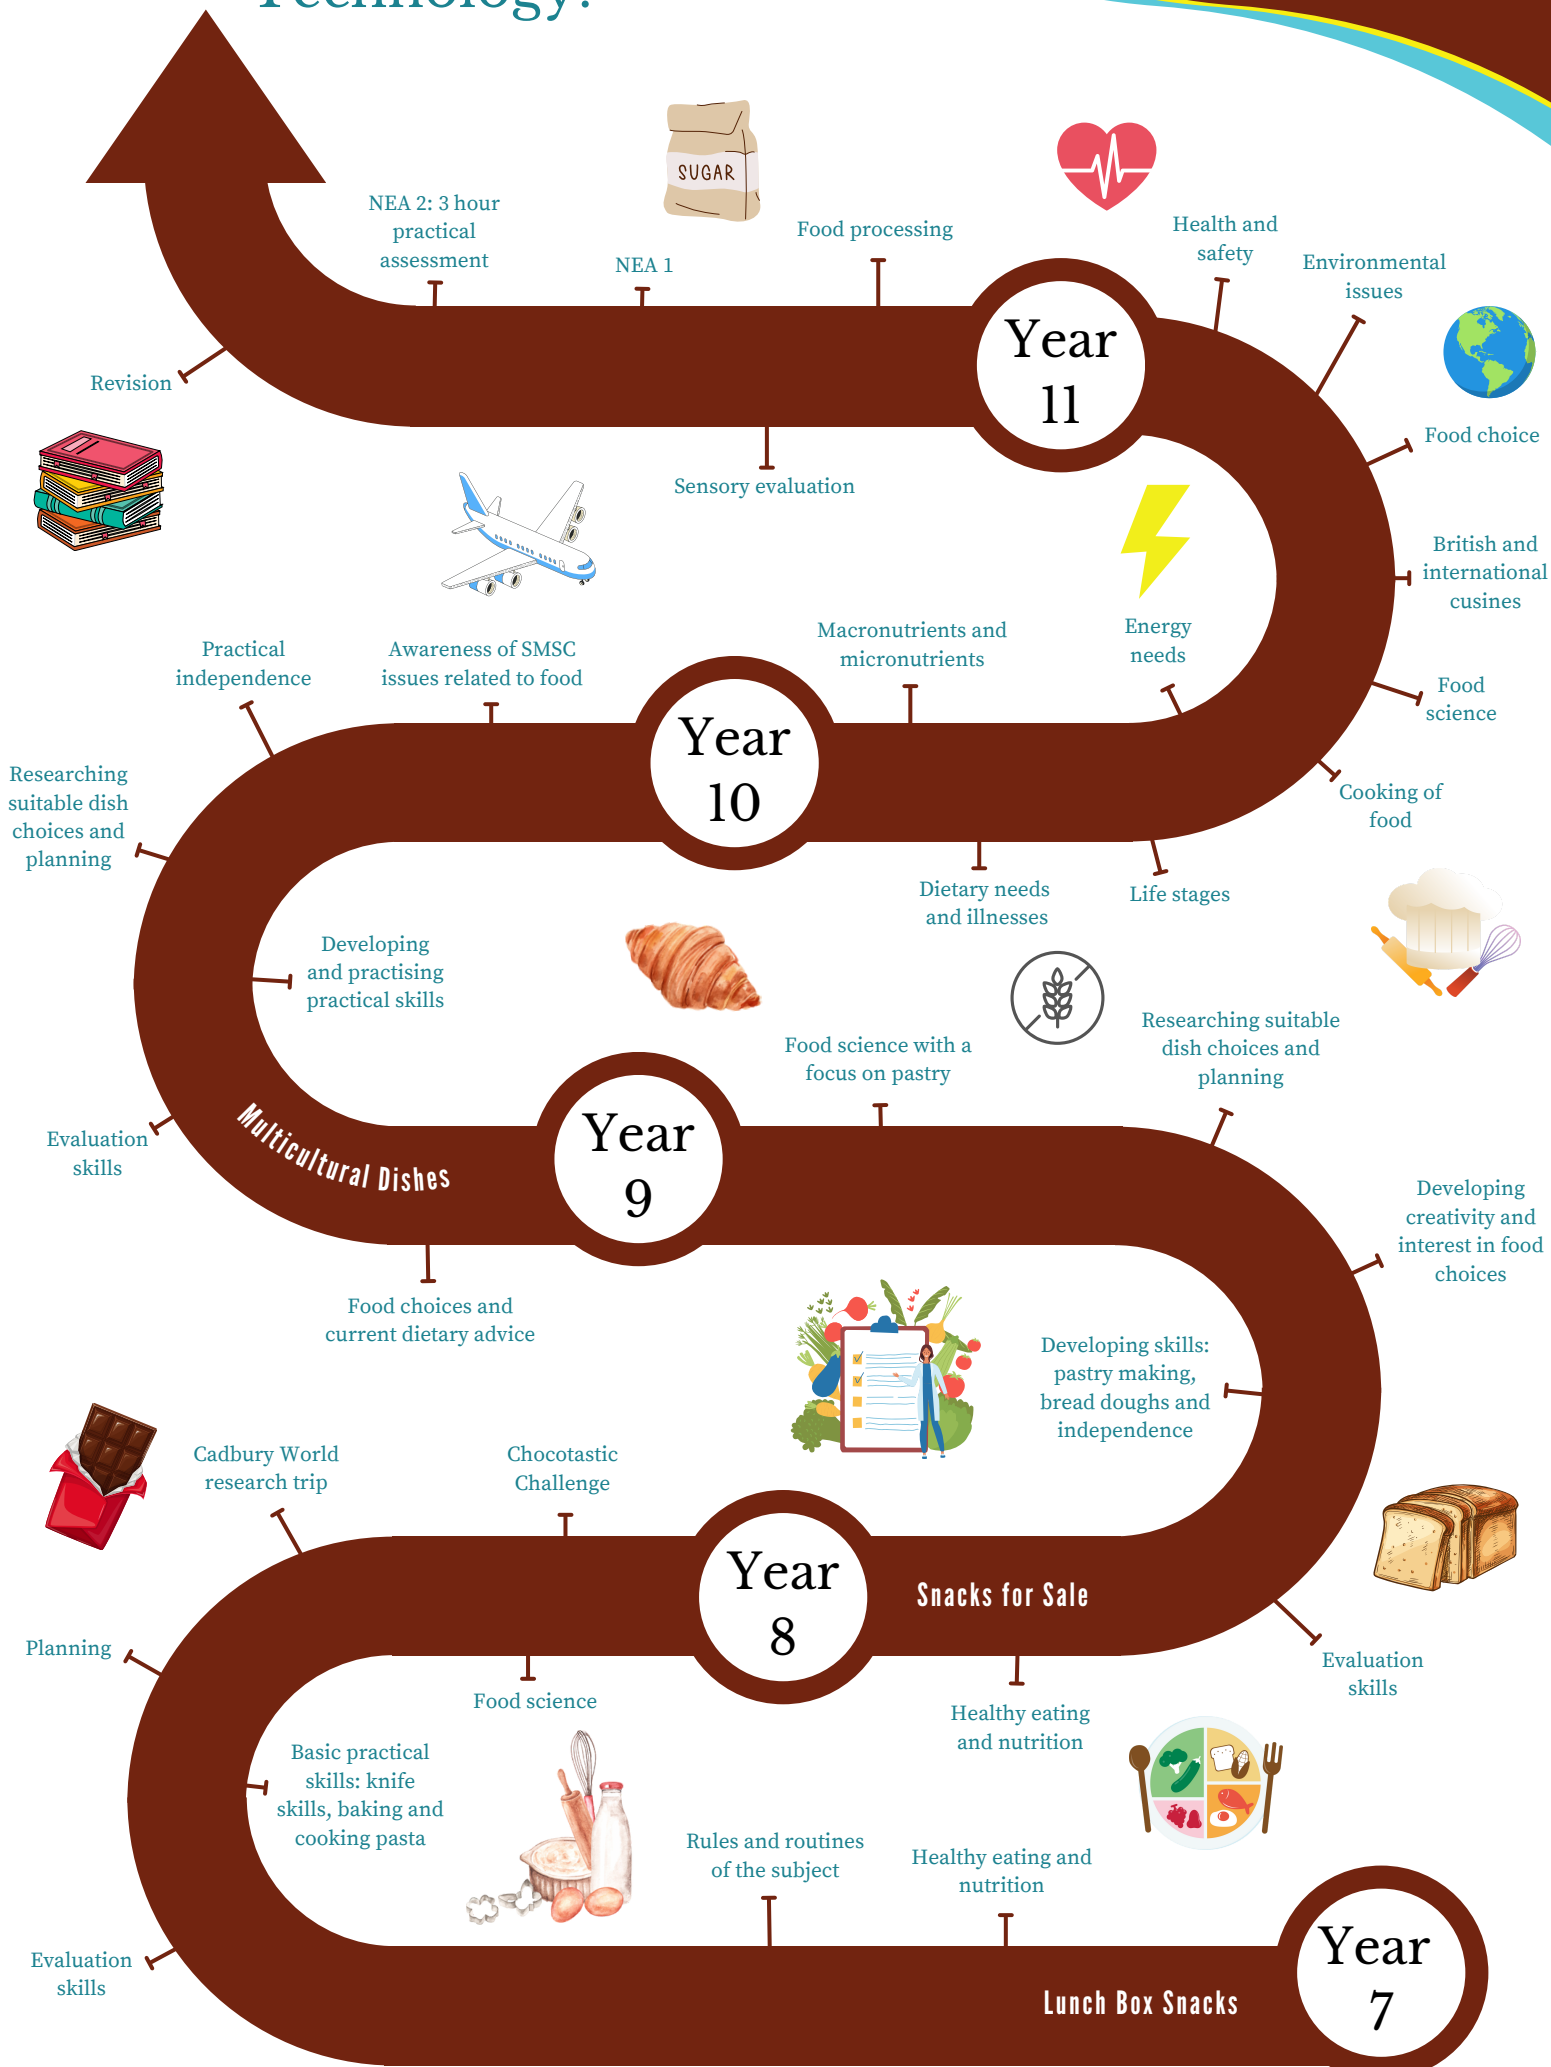 Technology:
SUGAR
NEA 2: 3 hour
practical
assessment
NEA 1
Food processing
Health and
safety
Environmental
issues
Year
11
Revision
Food choice
Sensory evaluation
British and
international
cusines
Energy
needs
Macronutrients and
micronutrients
Practical
independence
Awareness of SMSC
issues related to food
Food
science
Year
10
Researching
suitable dish
choices and
planning
Cooking of
food
Dietary needs
and illnesses
Life stages
Developing
and practising
practical skills
Food science with a
focus on pastry
Researching suitable
dish choices and
planning
Evaluation
skills
Multicultural Dishes
Year
9
Developing
creativity and
interest in food
choices
Food choices and
current dietary advice
Developing skills:
pastry making,
bread doughs and
independence
Cadbury World
research trip
Chocotastic
Challenge
Year
8
Snacks for Sale
Planning
Food science
Evaluation
skills
Healthy eating
and nutrition
Basic practical
skills: knife
skills, baking and
cooking pasta
Rules and routines
of the subject
Healthy eating and
nutrition
Evaluation
skills
Lunch Box Snacks
Year
7